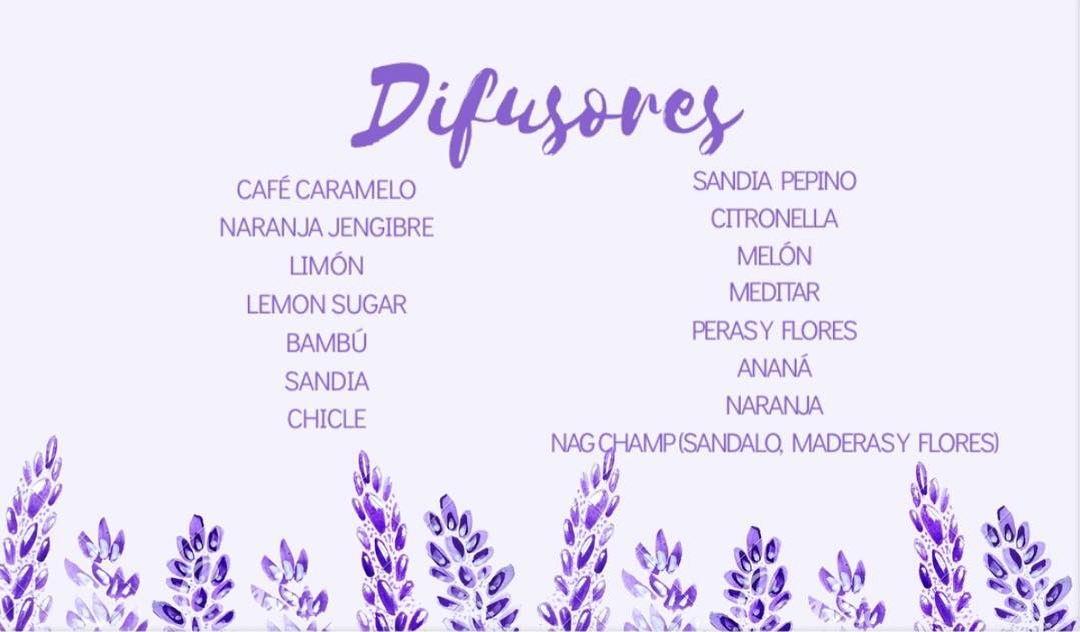 Difusores
CAFÉ CARAMELO
NARANJA JENGIBRE
LIMÓN
LEMON SUGAR
BAMBÚ
SANDIA
CHICLE
SANDIA PEPINO
CITRONELLA
MELÓN
MEDITAR
PERAS Y FLORES
ANANÁ
NARANJA
NAG CHAMP (SANDALO, MADERAS Y FLORES)